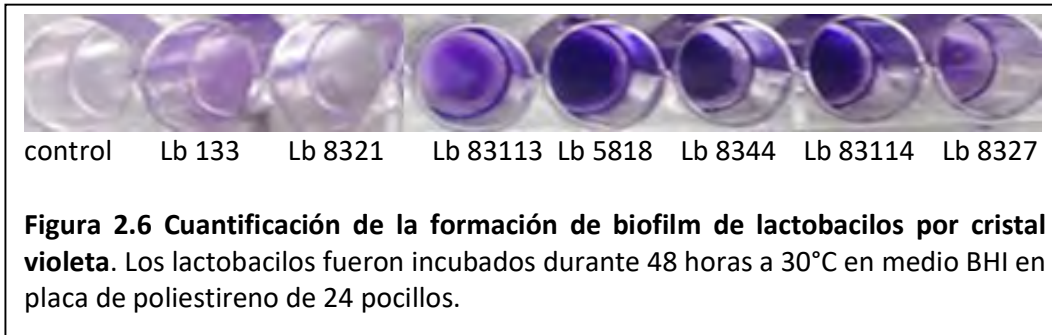 control Lb 133 Lb 8321 Lb 83113 Lb 5818 Lb 8344 Lb 83114 Lb 8327
Figura 2.6 Cuantificación de la formación de biofilm de lactobacilos por cristal
violeta. Los lactobacilos fueron incubados durante 48 horas a 30°C en medio BHI en
placa de poliestireno de 24 pocillos.